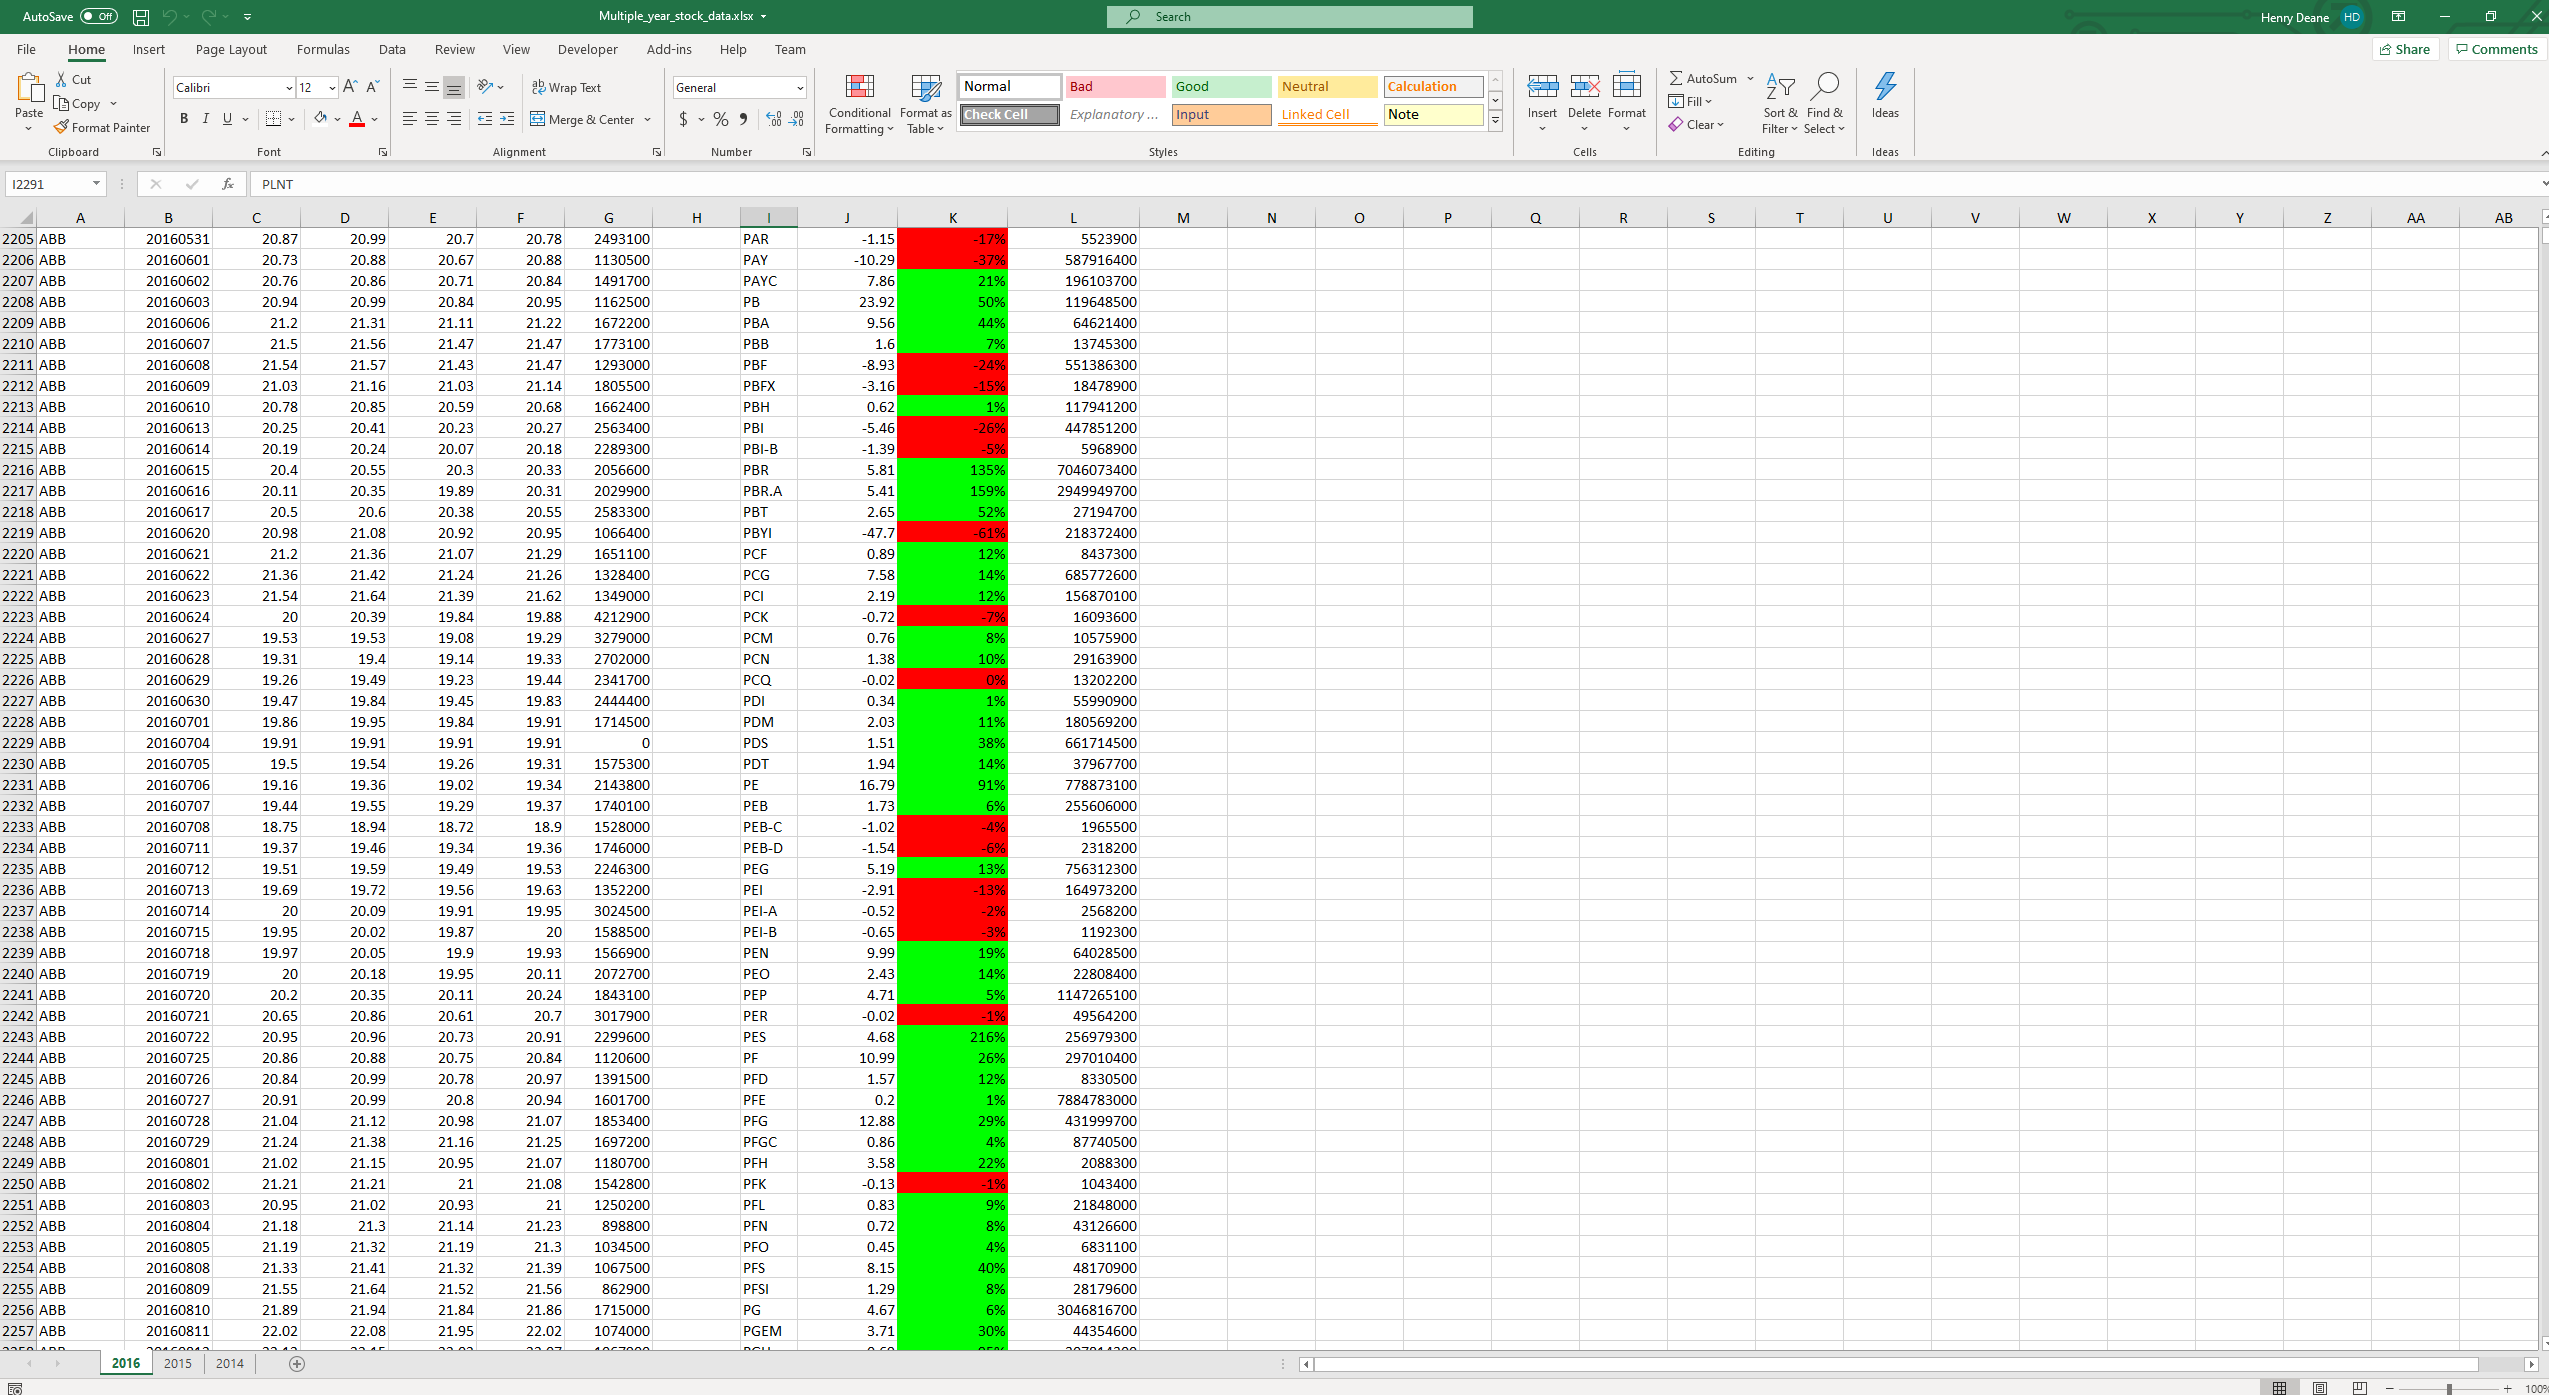 AutoSave Off Multiple_year_stock_data.xlsx Search Henry Deane HD
File Home Insert Page Layout Formulas Data Review View Developer Add-ins Help Team Share Comments
Paste Cut Copy Format Painter Clipboard
Calibri 12 B I U A Font
Wrap Text Merge & Center Alignment
General $ % Number
Conditional Formatting Format as Table
Normal Bad Good Neutral Calculation
Check Cell Explanatory ... Input Linked Cell Note
Styles
Insert Delete Format Cells
AutoSum Fill Clear Sort & Filter Find & Select Editing
Ideas Ideas
I2291 fx PLNT
A B C D E F G H I J K L M N O P Q R S T U V W X Y Z AA AB
2205 ABB 20160531 20.87 20.99 20.7 20.78 2493100 PAR -1.15 -17% 5523900
2206 ABB 20160601 20.73 20.88 20.67 20.88 1130500 PAY -10.29 -37% 587916400
2207 ABB 20160602 20.76 20.86 20.71 20.84 1491700 PAYC 7.86 21% 196103700
2208 ABB 20160603 20.94 20.99 20.84 20.95 1162500 PB 23.92 50% 119648500
2209 ABB 20160606 21.2 21.31 21.11 21.22 1672200 PBA 9.56 44% 64621400
2210 ABB 20160607 21.5 21.56 21.47 21.47 1773100 PBB 1.6 7% 13745300
2211 ABB 20160608 21.54 21.57 21.43 21.47 1293000 PBF -8.93 -24% 551386300
2212 ABB 20160609 21.03 21.16 21.03 21.14 1805500 PBFX -3.16 -15% 18478900
2213 ABB 20160610 20.78 20.85 20.59 20.68 1662400 PBH 0.62 1% 117941200
2214 ABB 20160613 20.25 20.41 20.23 20.27 2563400 PBI -5.46 -26% 447851200
2215 ABB 20160614 20.19 20.24 20.07 20.18 2289300 PBI-B -1.39 -5% 5968900
2216 ABB 20160615 20.4 20.55 20.3 20.33 2056600 PBR 5.81 135% 7046073400
2217 ABB 20160616 20.11 20.35 19.89 20.31 2029900 PBR.A 5.41 159% 2949949700
2218 ABB 20160617 20.5 20.6 20.38 20.55 2583300 PBT 2.65 52% 27194700
2219 ABB 20160620 20.98 21.08 20.92 20.95 1066400 PBYI -47.7 -61% 218372400
2220 ABB 20160621 21.2 21.36 21.07 21.29 1651100 PCF 0.89 12% 8437300
2221 ABB 20160622 21.36 21.42 21.24 21.26 1328400 PCG 7.58 14% 685772600
2222 ABB 20160623 21.54 21.64 21.39 21.62 1349000 PCI 2.19 12% 156870100
2223 ABB 20160624 20 20.39 19.84 19.88 4212900 PCK -0.72 -7% 16093600
2224 ABB 20160627 19.53 19.53 19.08 19.29 3279000 PCM 0.76 8% 10575900
2225 ABB 20160628 19.31 19.4 19.14 19.33 2702000 PCN 1.38 10% 29163900
2226 ABB 20160629 19.26 19.49 19.23 19.44 2341700 PCQ -0.02 0% 13202200
2227 ABB 20160630 19.47 19.84 19.45 19.83 2444400 PDI 0.34 1% 55990900
2228 ABB 20160701 19.86 19.95 19.84 19.91 1714500 PDM 2.03 11% 180569200
2229 ABB 20160704 19.91 19.91 19.91 19.91 0 PDS 1.51 38% 661714500
2230 ABB 20160705 19.5 19.54 19.26 19.31 1575300 PDT 1.94 14% 37967700
2231 ABB 20160706 19.16 19.36 19.02 19.34 2143800 PE 16.79 91% 778873100
2232 ABB 20160707 19.44 19.55 19.29 19.37 1740100 PEB 1.73 6% 255606000
2233 ABB 20160708 18.75 18.94 18.72 18.9 1528000 PEB-C -1.02 -4% 1965500
2234 ABB 20160711 19.37 19.46 19.34 19.36 1746000 PEB-D -1.54 -6% 2318200
2235 ABB 20160712 19.51 19.59 19.49 19.53 2246300 PEG 5.19 13% 756312300
2236 ABB 20160713 19.69 19.72 19.56 19.63 1352200 PEI -2.91 -13% 164973200
2237 ABB 20160714 20 20.09 19.91 19.95 3024500 PEI-A -0.52 -2% 2568200
2238 ABB 20160715 19.95 20.02 19.87 20 1588500 PEI-B -0.65 -3% 1192300
2239 ABB 20160718 19.97 20.05 19.9 19.93 1566900 PEN 9.99 19% 64028500
2240 ABB 20160719 20 20.18 19.95 20.11 2072700 PEO 2.43 14% 22808400
2241 ABB 20160720 20.2 20.35 20.11 20.24 1843100 PEP 4.71 5% 1147265100
2242 ABB 20160721 20.65 20.86 20.61 20.7 3017900 PER -0.02 -1% 49564200
2243 ABB 20160722 20.95 20.96 20.73 20.91 2299600 PES 4.68 216% 256979300
2244 ABB 20160725 20.86 20.88 20.75 20.84 1120600 PF 10.99 26% 297010400
2245 ABB 20160726 20.84 20.99 20.78 20.97 1391500 PFD 1.57 12% 8330500
2246 ABB 20160727 20.91 20.99 20.8 20.94 1601700 PFE 0.2 1% 7884783000
2247 ABB 20160728 21.04 21.12 20.98 21.07 1853400 PFG 12.88 29% 431999700
2248 ABB 20160729 21.24 21.38 21.16 21.25 1697200 PFGC 0.86 4% 87740500
2249 ABB 20160801 21.02 21.15 20.95 21.07 1180700 PFH 3.58 22% 2088300
2250 ABB 20160802 21.21 21.21 21 21.08 1542800 PFK -0.13 -1% 1043400
2251 ABB 20160803 20.95 21.02 20.93 21 1250200 PFL 0.83 9% 21848000
2252 ABB 20160804 21.18 21.3 21.14 21.23 898800 PFN 0.72 8% 43126600
2253 ABB 20160805 21.19 21.32 21.19 21.3 1034500 PFO 0.45 4% 6831100
2254 ABB 20160808 21.33 21.41 21.32 21.39 1067500 PFS 8.15 40% 48170900
2255 ABB 20160809 21.55 21.64 21.52 21.56 862900 PFSI 1.29 8% 28179600
2256 ABB 20160810 21.89 21.94 21.84 21.86 1715000 PG 4.67 6% 3046816700
2257 ABB 20160811 22.02 22.08 21.95 22.02 1074000 PGEM 3.71 30% 44354600
2016 2015 2014
100%